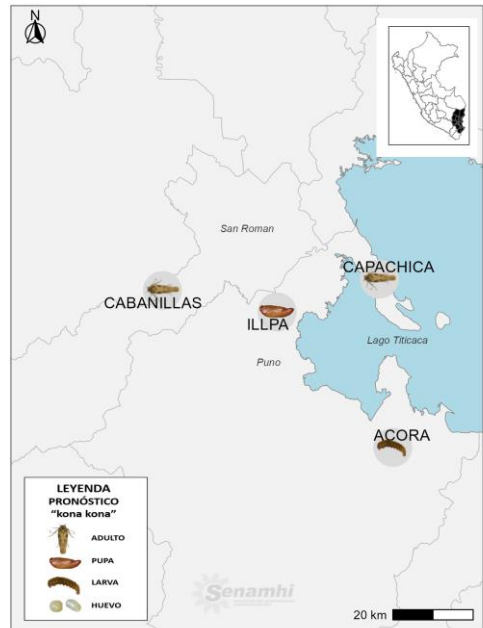 N
San Roman
CAPACHICA
CABANILLAS
ILLPA
Lago Titicaca
Puno
ACORA
LEYENDA
PRONÓSTICO
“kona kona”
ADULTO
PUPA
LARVA
HUEVO
Senamhi
20 km